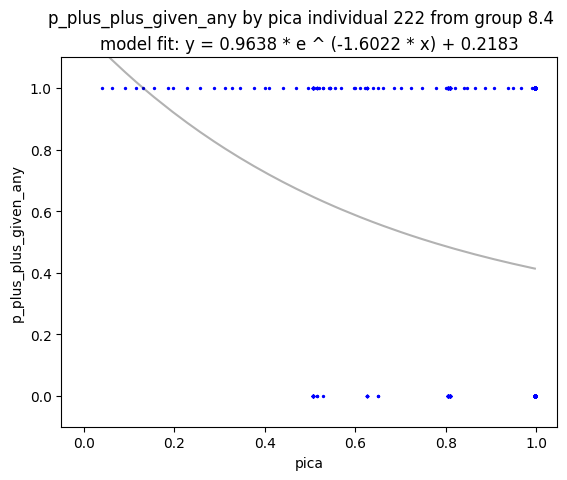 p_plus_plus_given_any by pica individual 222 from group 8.4
model fit: y = 0.9638 * e ^ (-1.6022 * x) + 0.2183
1.0
0.8
0.6
0.4
0.2
0.0
p_plus_plus_given_any
0.0 0.2 0.4 0.6 0.8 1.0
pica